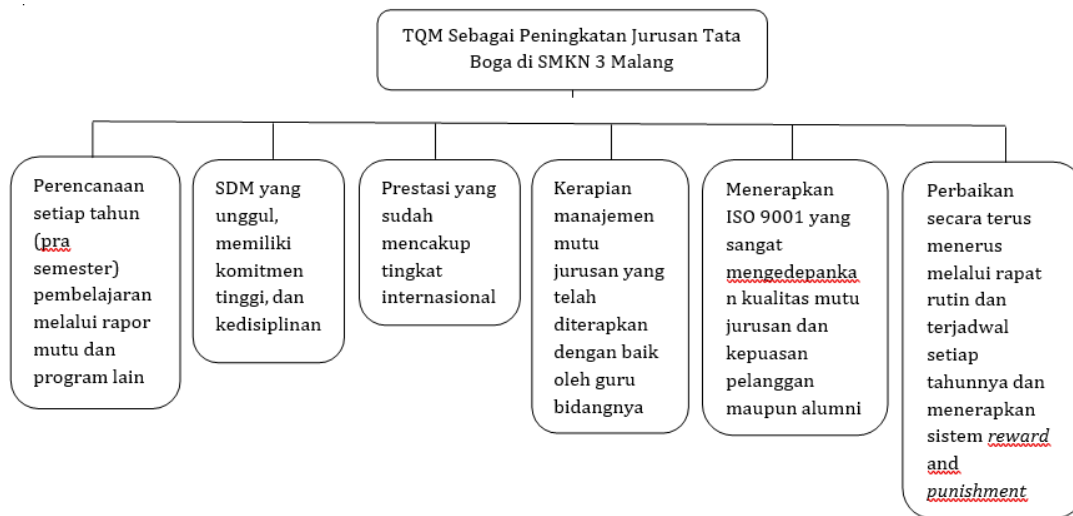 TQM Sebagai Peningkatan Jurusan Tata
Boga di SMKN 3 Malang
Perencanaan
setiap tahun
(pra
semester)
pembelajaran
melalui rapor
mutu dan
program lain
SDM yang
unggul,
memiliki
komitmen
tinggi, dan
kedisiplinan
Prestasi yang
sudah
mencakup
tingkat
internasional
Kerapian
manajemen
mutu
jurusan yang
telah
diterapkan
dengan baik
oleh guru
bidangnya
Menerapkan
ISO 9001 yang
sangat
mengedepanka
n kualitas mutu
jurusan dan
kepuasan
pelanggan
maupun alumni
Perbaikan
secara terus
menerus
melalui rapat
rutin dan
terjadwal
setiap
tahunnya dan
menerapkan
sistem reward
and
punishment